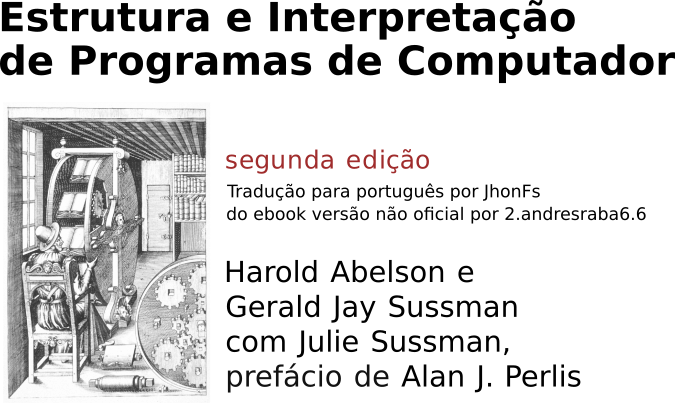 Estrutura e Interpretação
de Programas de Computador
segunda edição
Tradução para português por JhonFs
do ebook versão não oficial por 2.andresraba6.6
Harold Abelson e
Gerald Jay Sussman
com Julie Sussman,
prefácio de Alan J. Perlis